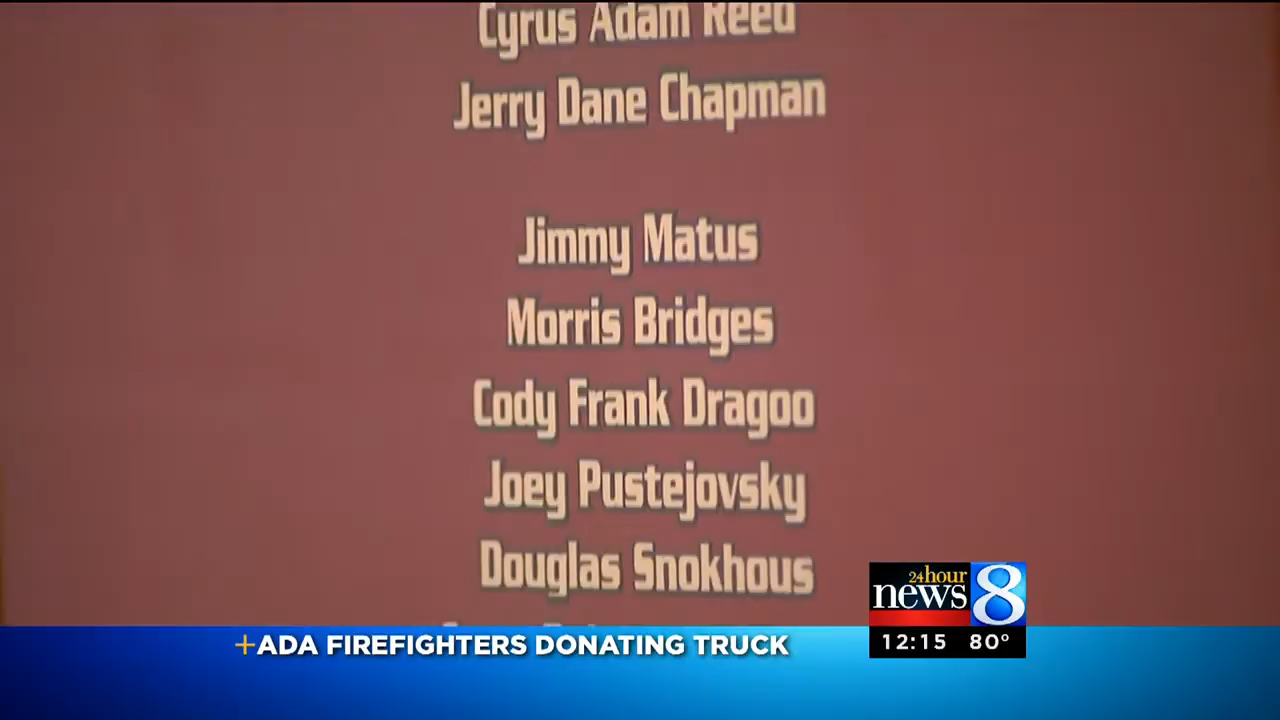 Cyrus Adam Reed
Jerry Dane Chapman
Jimmy Matus
Morris Bridges
Cody Frank Dragoo
Joey Pustejovsky
Douglas Snokhous
24hour
news 8
+ADA FIREFIGHTERS DONATING TRUCK
12:15 80°